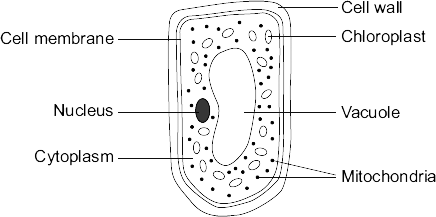 Cell wall
Cell membrane
Chloroplast
Nucleus
Vacuole
Cytoplasm
Mitochondria